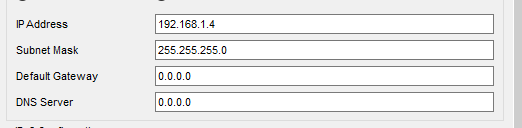 IP Address 192.168.1.4
Subnet Mask 255.255.255.0
Default Gateway 0.0.0.0
DNS Server 0.0.0.0